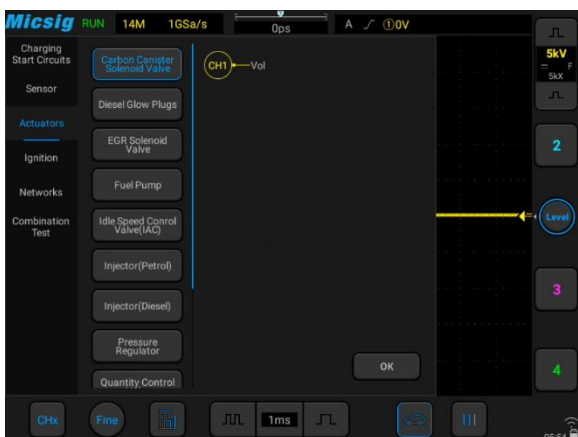 Micsig RUN 14M 1GSa/s 0ps A ①0V
Charging
Start Circuits
Sensor
Actuators
Ignition
Networks
Combination
Test
Carbon Canister
Solenoid Valve
Diesel Glow Plugs
EGR Solenoid
Valve
Fuel Pump
Idle Speed Conrol
Valve(IAC)
Injector(Petrol)
Injector(Diesel)
Pressure
Regulator
Quantity Control
CH1 Vol
OK
5kV
F
5kX
2
Level
3
4
CHx Fine 1ms